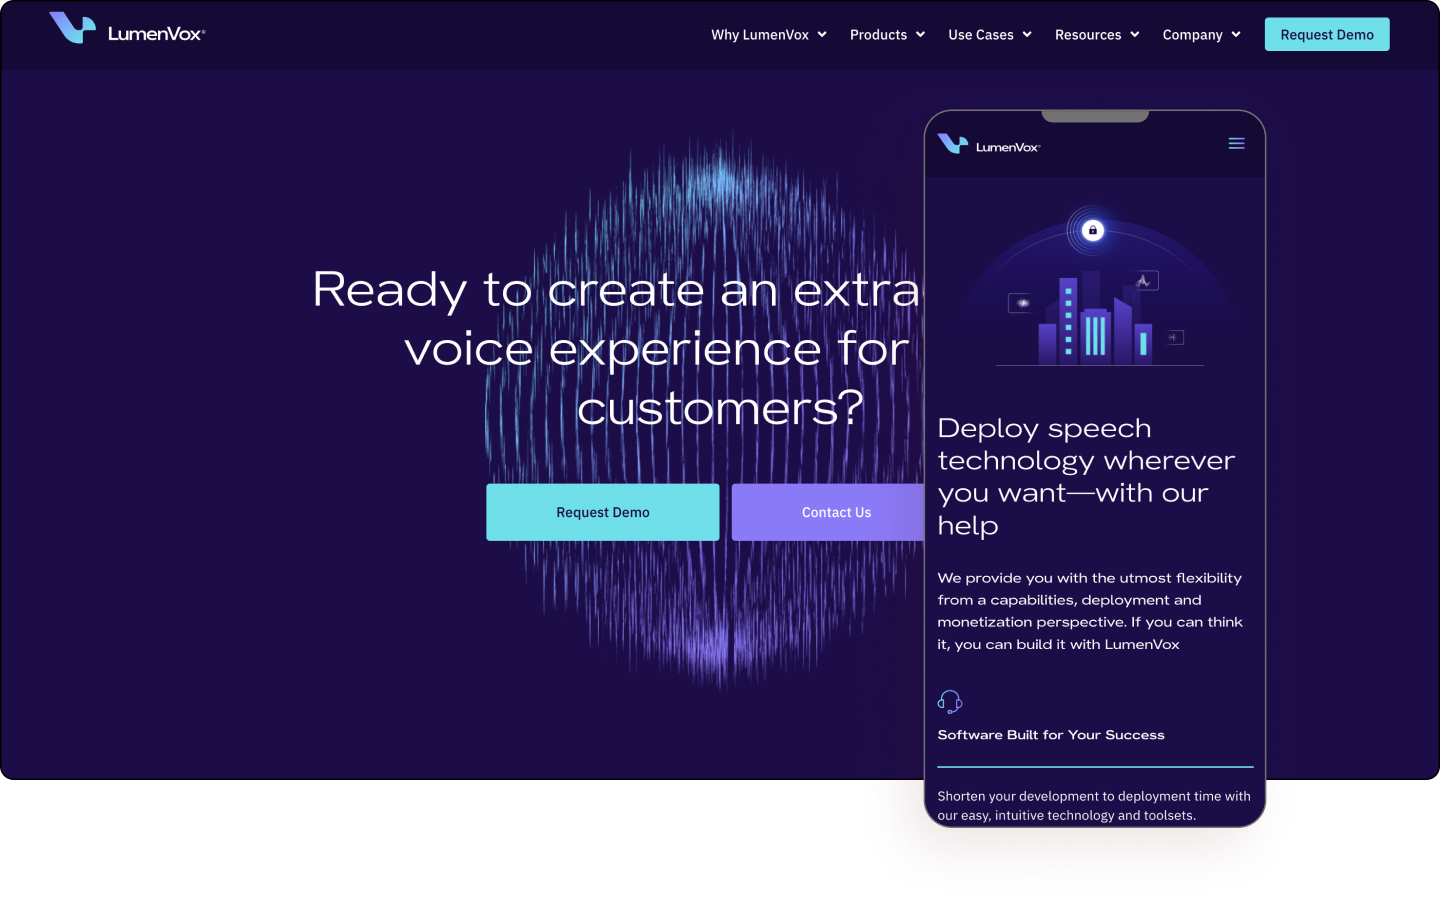 LumenVox®
Why LumenVox
Products
Use Cases
Resources
Company
Request Demo
Ready to create an extra
voice experience for
customers?
Request Demo
Contact Us
LumenVox®
Deploy speech
technology wherever
you want—with our
help
We provide you with the utmost flexibility
from a capabilities, deployment and
monetization perspective. If you can think
it, you can build it with LumenVox
Software Built for Your Success
Shorten your development to deployment time with
our easy, intuitive technology and toolsets.